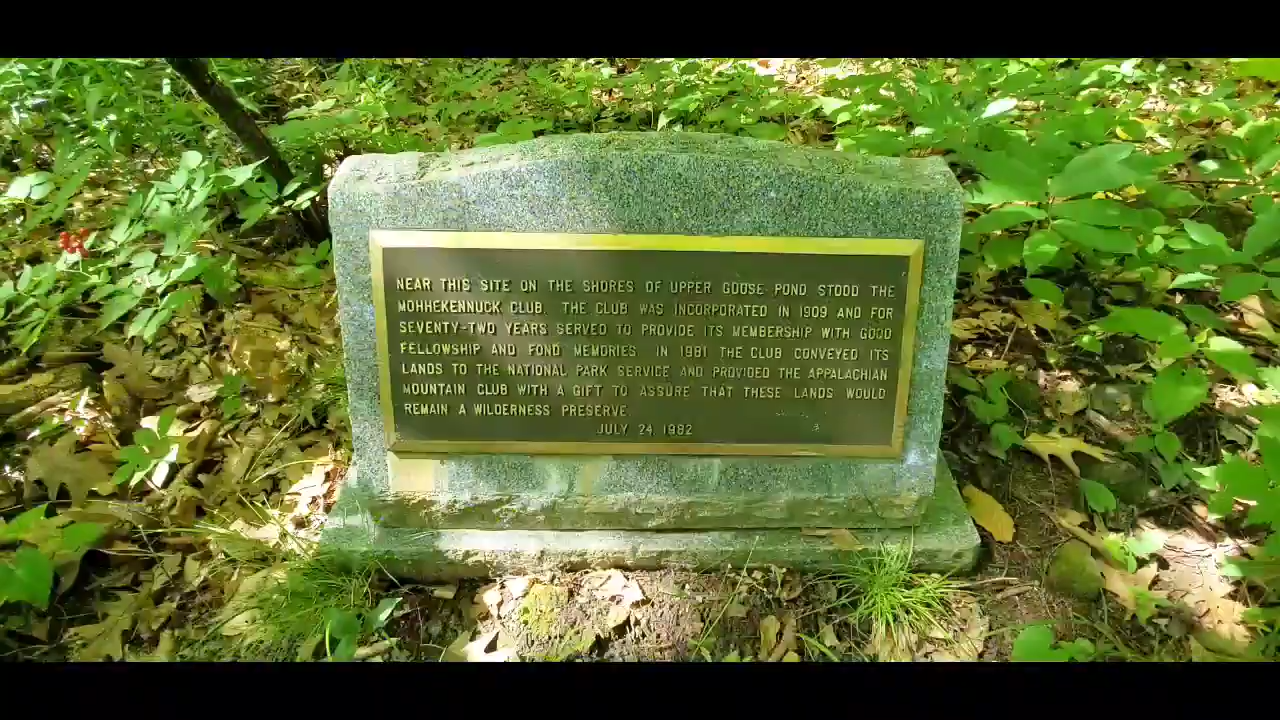 NEAR THIS SITE ON THE SHORES OF UPPER GOOSE POND STOOD THE
MOHHEKENNUCK CLUB. THE CLUB WAS INCORPORATED IN 1909 AND FOR
SEVENTY-TWO YEARS SERVED TO PROVIDE ITS MEMBERSHIP WITH GOOD
FELLOWSHIP AND FOND MEMORIES. IN 1981 THE CLUB CONVEYED ITS
LANDS TO THE NATIONAL PARK SERVICE AND PROVIDED THE APPALACHIAN
MOUNTAIN CLUB WITH A GIFT TO ASSURE THAT THESE LANDS WOULD
REMAIN A WILDERNESS PRESERVE.
JULY 24, 1982